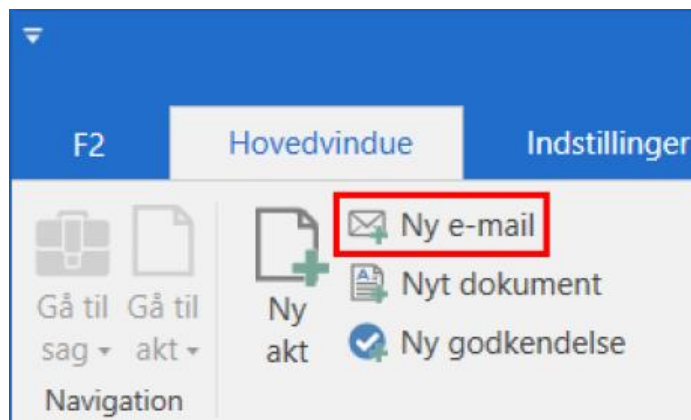 F2
Hovedvindue
Indstillinger
Gå til
sag
Gå til
akt
Ny
akt
Ny e-mail
Nyt dokument
Ny godkendelse
Navigation